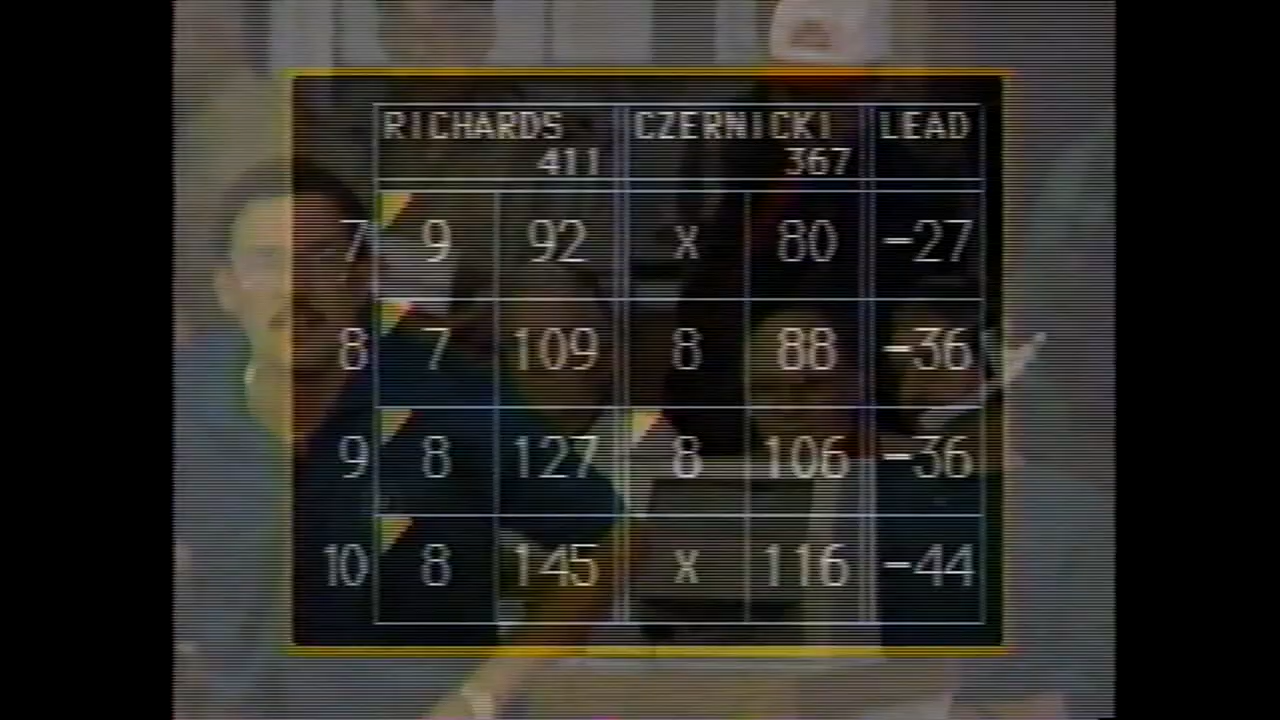 RICHARDS CZERNICKI LEAD
411 367
7 9 92 X 80 -27
8 7 109 8 88 -36
9 8 127 8 106 -36
10 8 145 X 116 -44